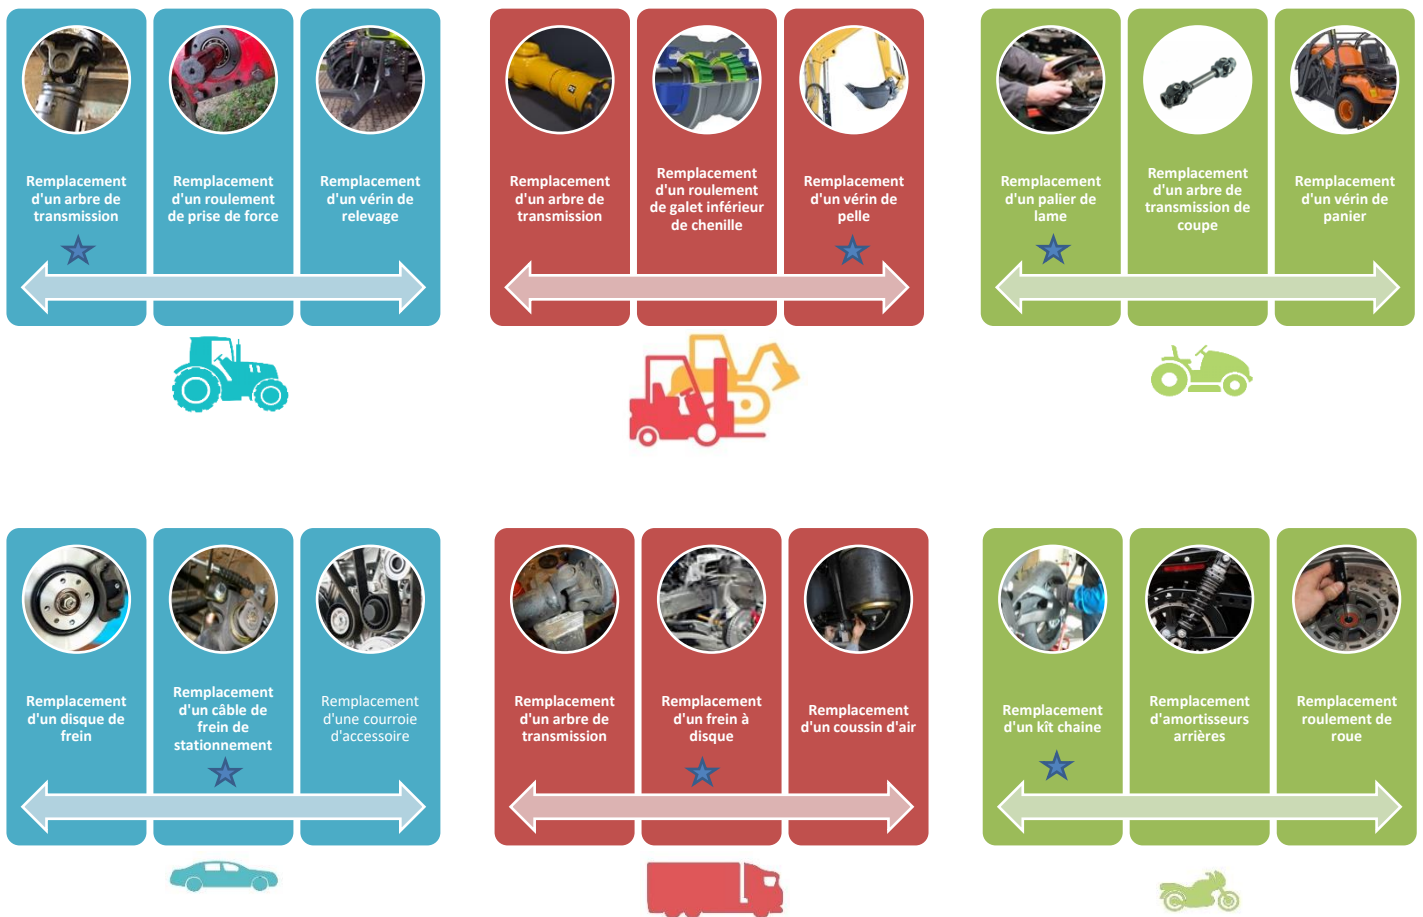 Remplacement
d'un arbre de
transmission
Remplacement
d'un roulement
de prise de force
Remplacement
d'un vérin de
relevage
Remplacement
d'un arbre de
transmission
Remplacement
d'un roulement
de galet inférieur
de chenille
Remplacement
d'un vérin de
pelle
Remplacement
d'un palier de
lame
Remplacement
d'un arbre de
transmission de
coupe
Remplacement
d'un vérin de
panier
Remplacement
d'un disque de
frein
Remplacement
d'un câble de
frein de
stationnement
Remplacement
d'une courroie
d'accessoire
Remplacement
d'un arbre de
transmission
Remplacement
d'un frein à
disque
Remplacement
d'un coussin d'air
Remplacement
d'un kît chaine
Remplacement
d'amortisseurs
arrières
Remplacement
roulement de
roue